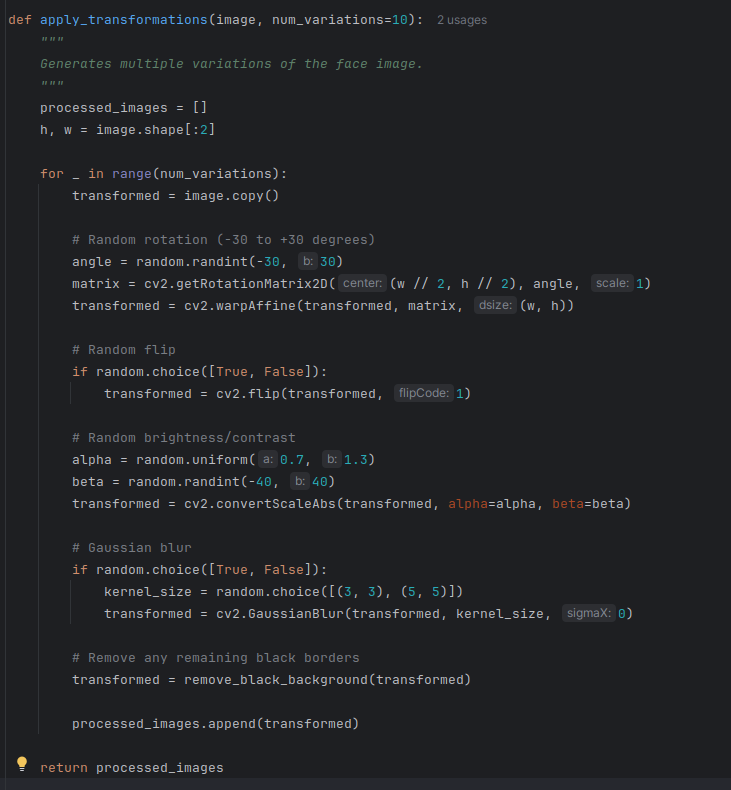 def apply_transformations(image, num_variations=10): 2 usages
    """
    Generates multiple variations of the face image.
    """
    processed_images = []
    h, w = image.shape[:2]

    for _ in range(num_variations):
        transformed = image.copy()

        # Random rotation (-30 to +30 degrees)
        angle = random.randint(-30, b: 30)
        matrix = cv2.getRotationMatrix2D( center: (w // 2, h // 2), angle, scale: 1)
        transformed = cv2.warpAffine(transformed, matrix, dsize: (w, h))

        # Random flip
        if random.choice([True, False]):
            transformed = cv2.flip(transformed, flipCode: 1)

        # Random brightness/contrast
        alpha = random.uniform( a: 0.7, b: 1.3)
        beta = random.randint(-40, b: 40)
        transformed = cv2.convertScaleAbs(transformed, alpha=alpha, beta=beta)

        # Gaussian blur
        if random.choice([True, False]):
            kernel_size = random.choice([(3, 3), (5, 5)])
            transformed = cv2.GaussianBlur(transformed, kernel_size, sigmaX: 0)

        # Remove any remaining black borders
        transformed = remove_black_background(transformed)

        processed_images.append(transformed)

    return processed_images